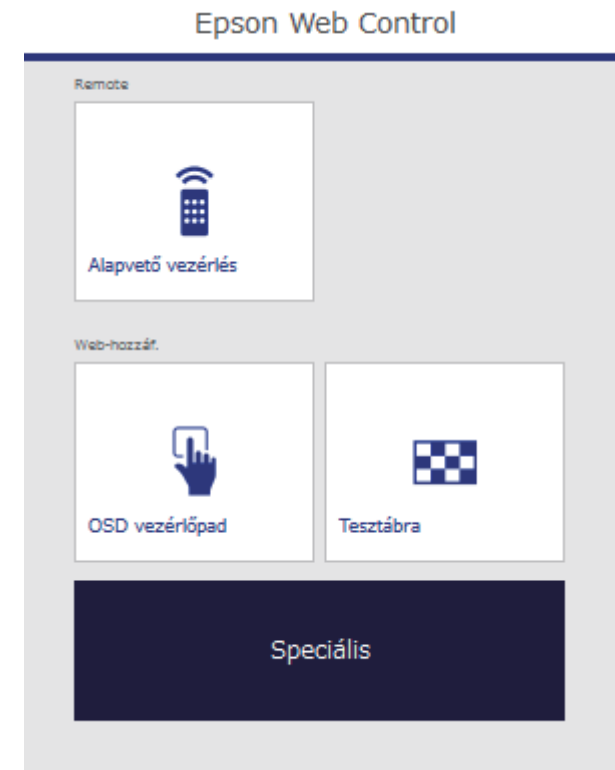 Epson Web Control
Remote
Alapvető vezérlés
Web-hozzáf.
OSD vezérlőpad
Tesztábra
Speciális